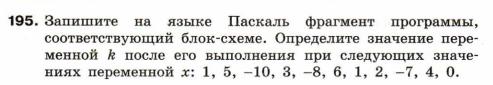 195. Запишите на языке Паскаль фрагмент программы,
соответствующий блок-схеме. Определите значение пере-
менной k после его выполнения при следующих значе-
ниях переменной x: 1, 5, −10, 3, −8, 6, 1, 2, −7, 4, 0.